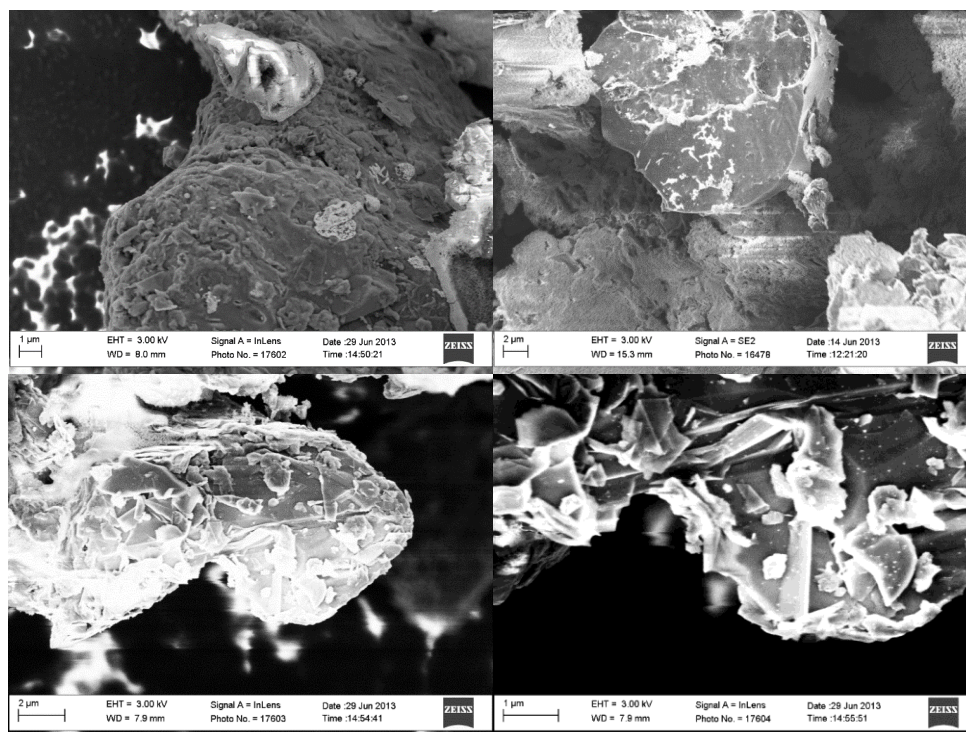 1 µm EHT = 3.00 kV Signal A = InLens Date :29 Jun 2013 ZEISS
WD = 8.0 mm Photo No. = 17602 Time :14:50:21
2 µm EHT = 3.00 kV Signal A = SE2 Date :14 Jun 2013 ZEISS
WD = 15.3 mm Photo No. = 16478 Time :12:21:20
2 µm EHT = 3.00 kV Signal A = InLens Date :29 Jun 2013 ZEISS
WD = 7.9 mm Photo No. = 17603 Time :14:54:41
1 µm EHT = 3.00 kV Signal A = InLens Date :29 Jun 2013 ZEISS
WD = 7.9 mm Photo No. = 17604 Time :14:55:51